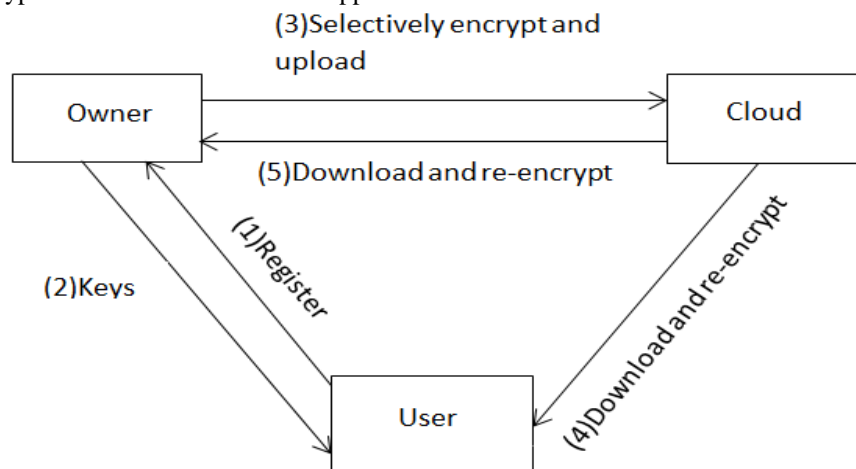 (3)Selectively encrypt and
upload
Owner
Cloud
(5)Download and re-encrypt
(1)Register
(2)Keys
(4)Download and re-encrypt
User